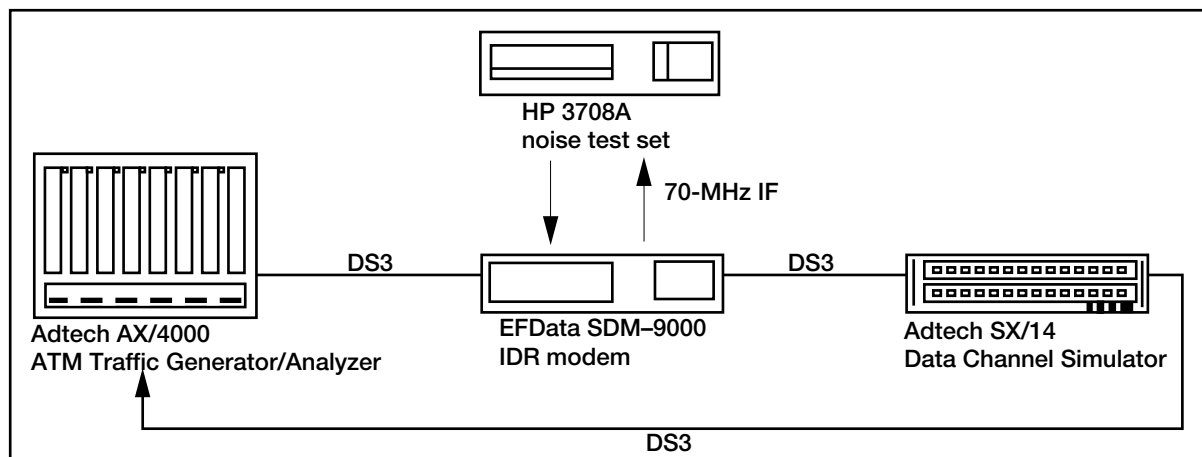 HP 3708A
noise test set
70-MHz IF
DS3
DS3
Adtech AX/4000
ATM Traffic Generator/Analyzer
EFData SDM–9000
IDR modem
Adtech SX/14
Data Channel Simulator
DS3